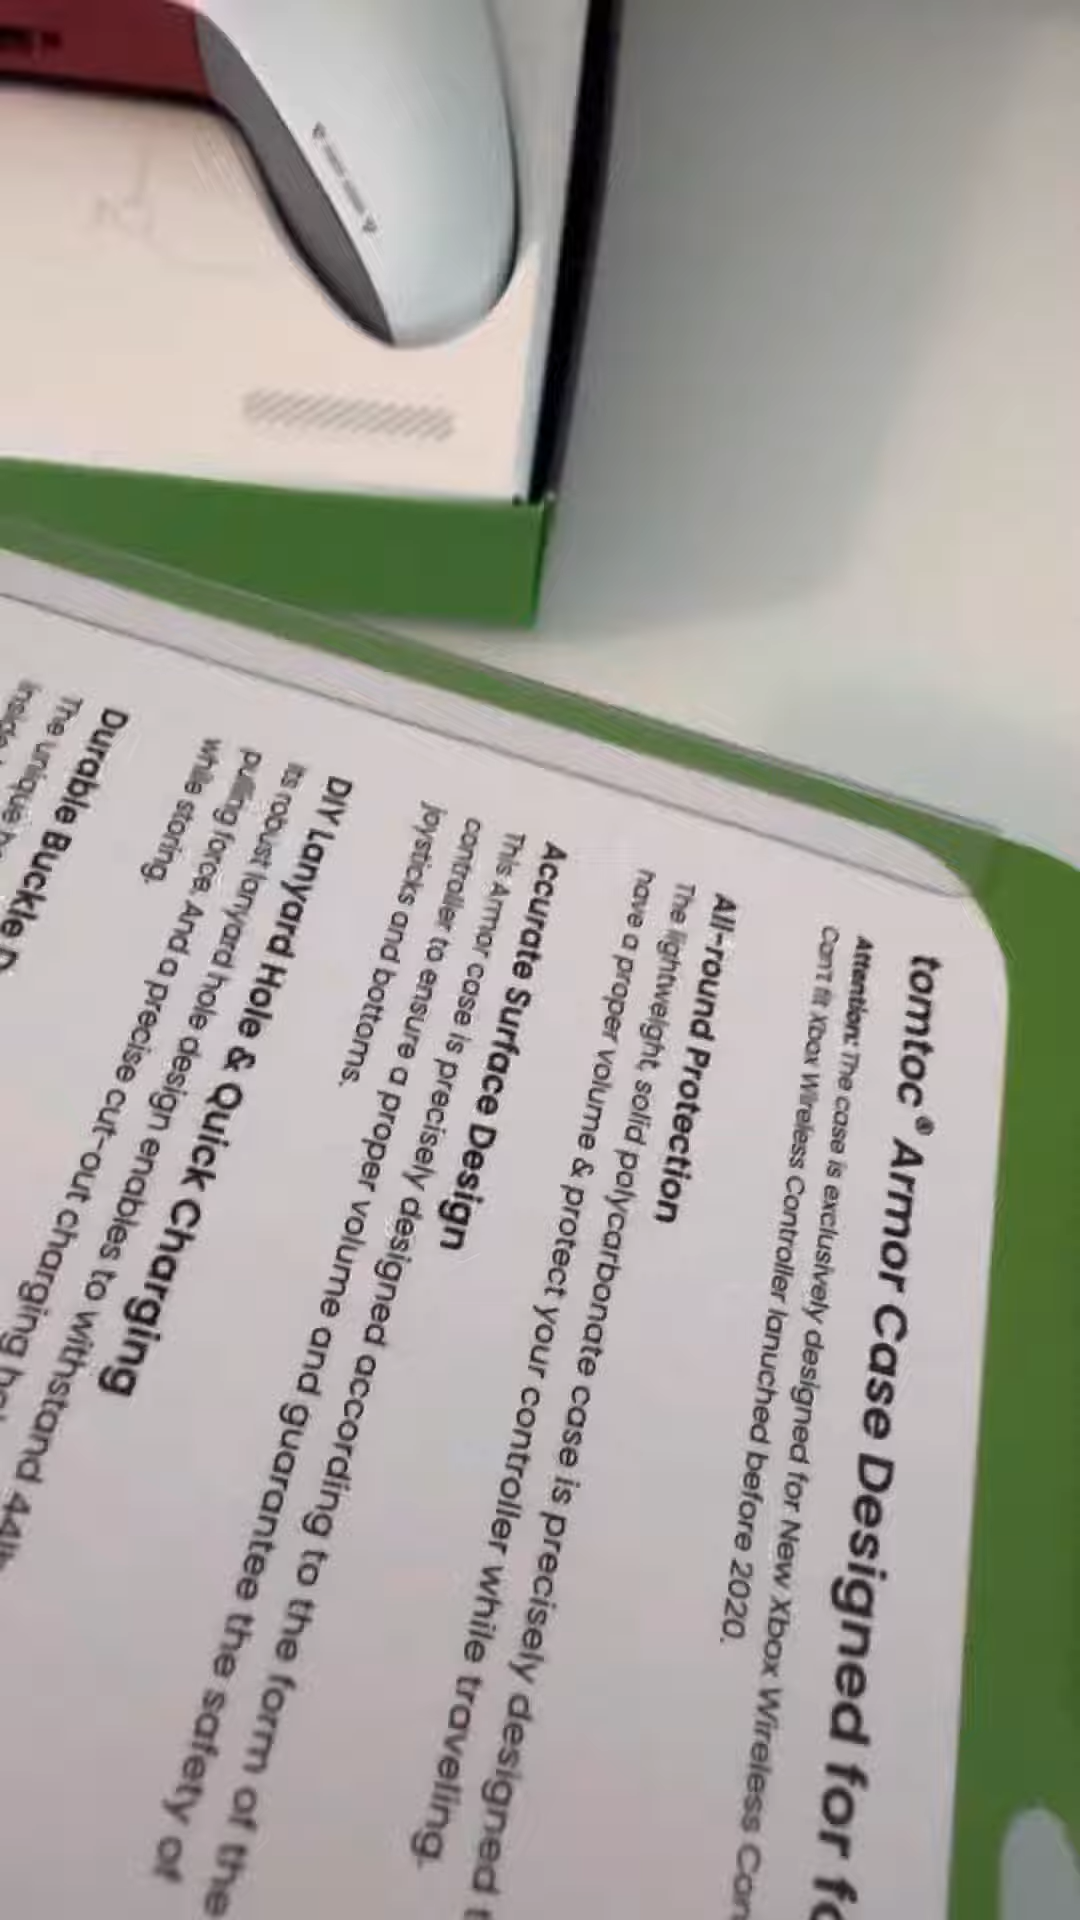 tomtoc® Armor Case Designed for
Attention: The case is exclusively designed for New Xbox Wireless
Can't fit Xbox Wireless Controller lanuched before 2020.
All-round Protection
The lightweight, solid polycarbonate case is precisely designed
have a proper volume & protect your controller while traveling.
Accurate Surface Design
This Armor case is precisely designed according to the form of the
controller to ensure a proper volume and guarantee the safety of
joysticks and bottoms.
DIY Lanyard Hole & Quick Charging
Its robust lanyard hole design enables to withstand
pulling force. And a precise cut-out charging
while storing.
Durable Buckle
The unique